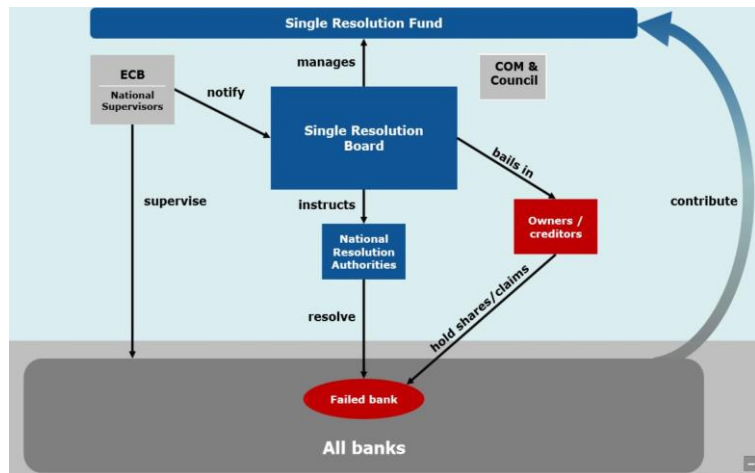 Single Resolution Fund
ECB
National
Supervisors
notify
manages
COM &
Council
Single Resolution
Board
bails in
supervise
instructs
contribute
National
Resolution
Authorities
Owners /
creditors
resolve
hold shares/claims
Failed bank
All banks